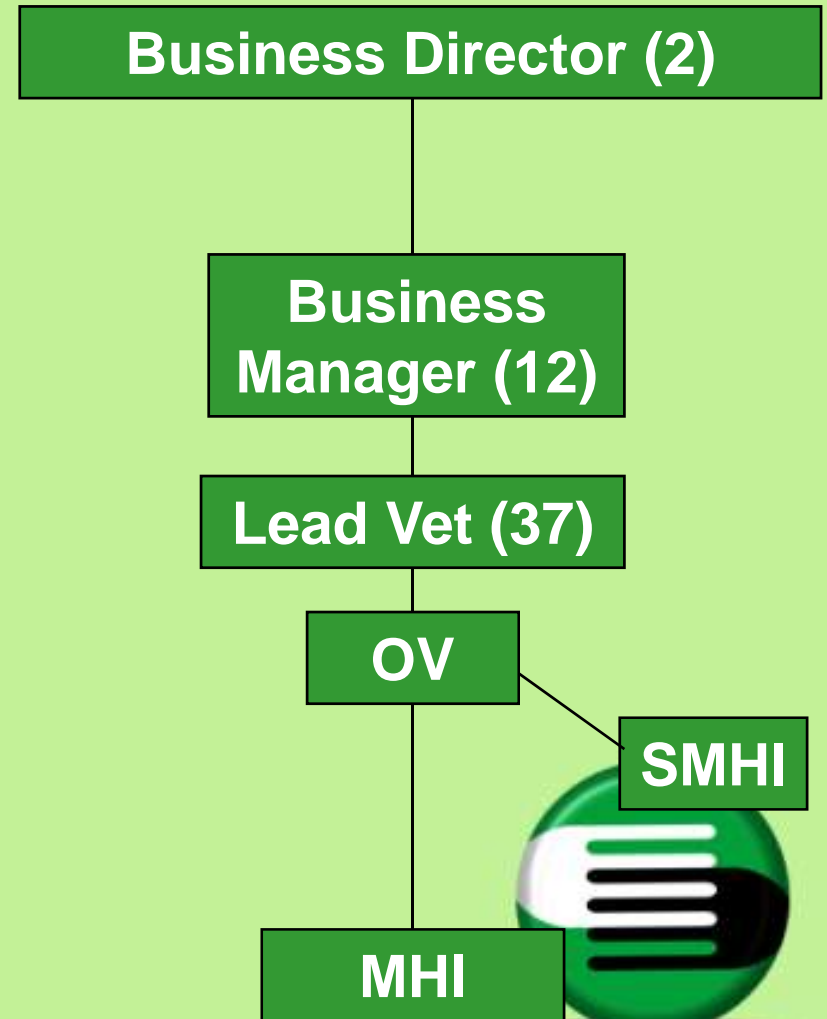 Business Director (2)
Business
Manager (12)
Lead Vet (37)
OV
SMHI
MHI